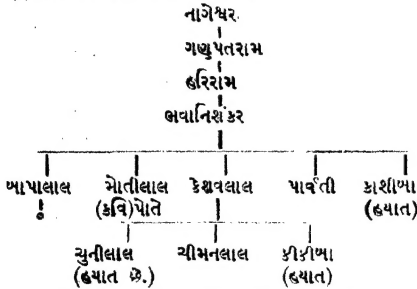 નાગેશ્વર
ગણપતરામ
હરિરામ
ભવાનિશંકર
બાપાલાલ મોતીલાલ કેશવલાલ પાર્વતી કાશીબા
(કવિ)પોતે (હયાત)
ચુનીલાલ ચીમનલાલ કીકીબા
(હયાત છે.) (હયાત)